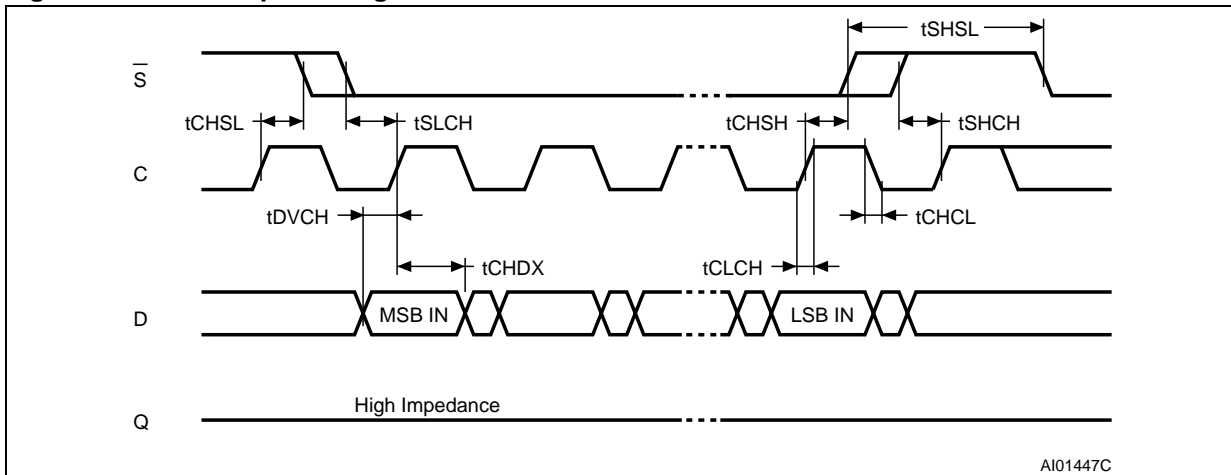 tSHSL
S
tCHSL
tSLCH
tCHSH
tSHCH
C
tDVCH
tCHCL
tCHDX
tCLCH
D
MSB IN
LSB IN
High Impedance
Q
AI01447C